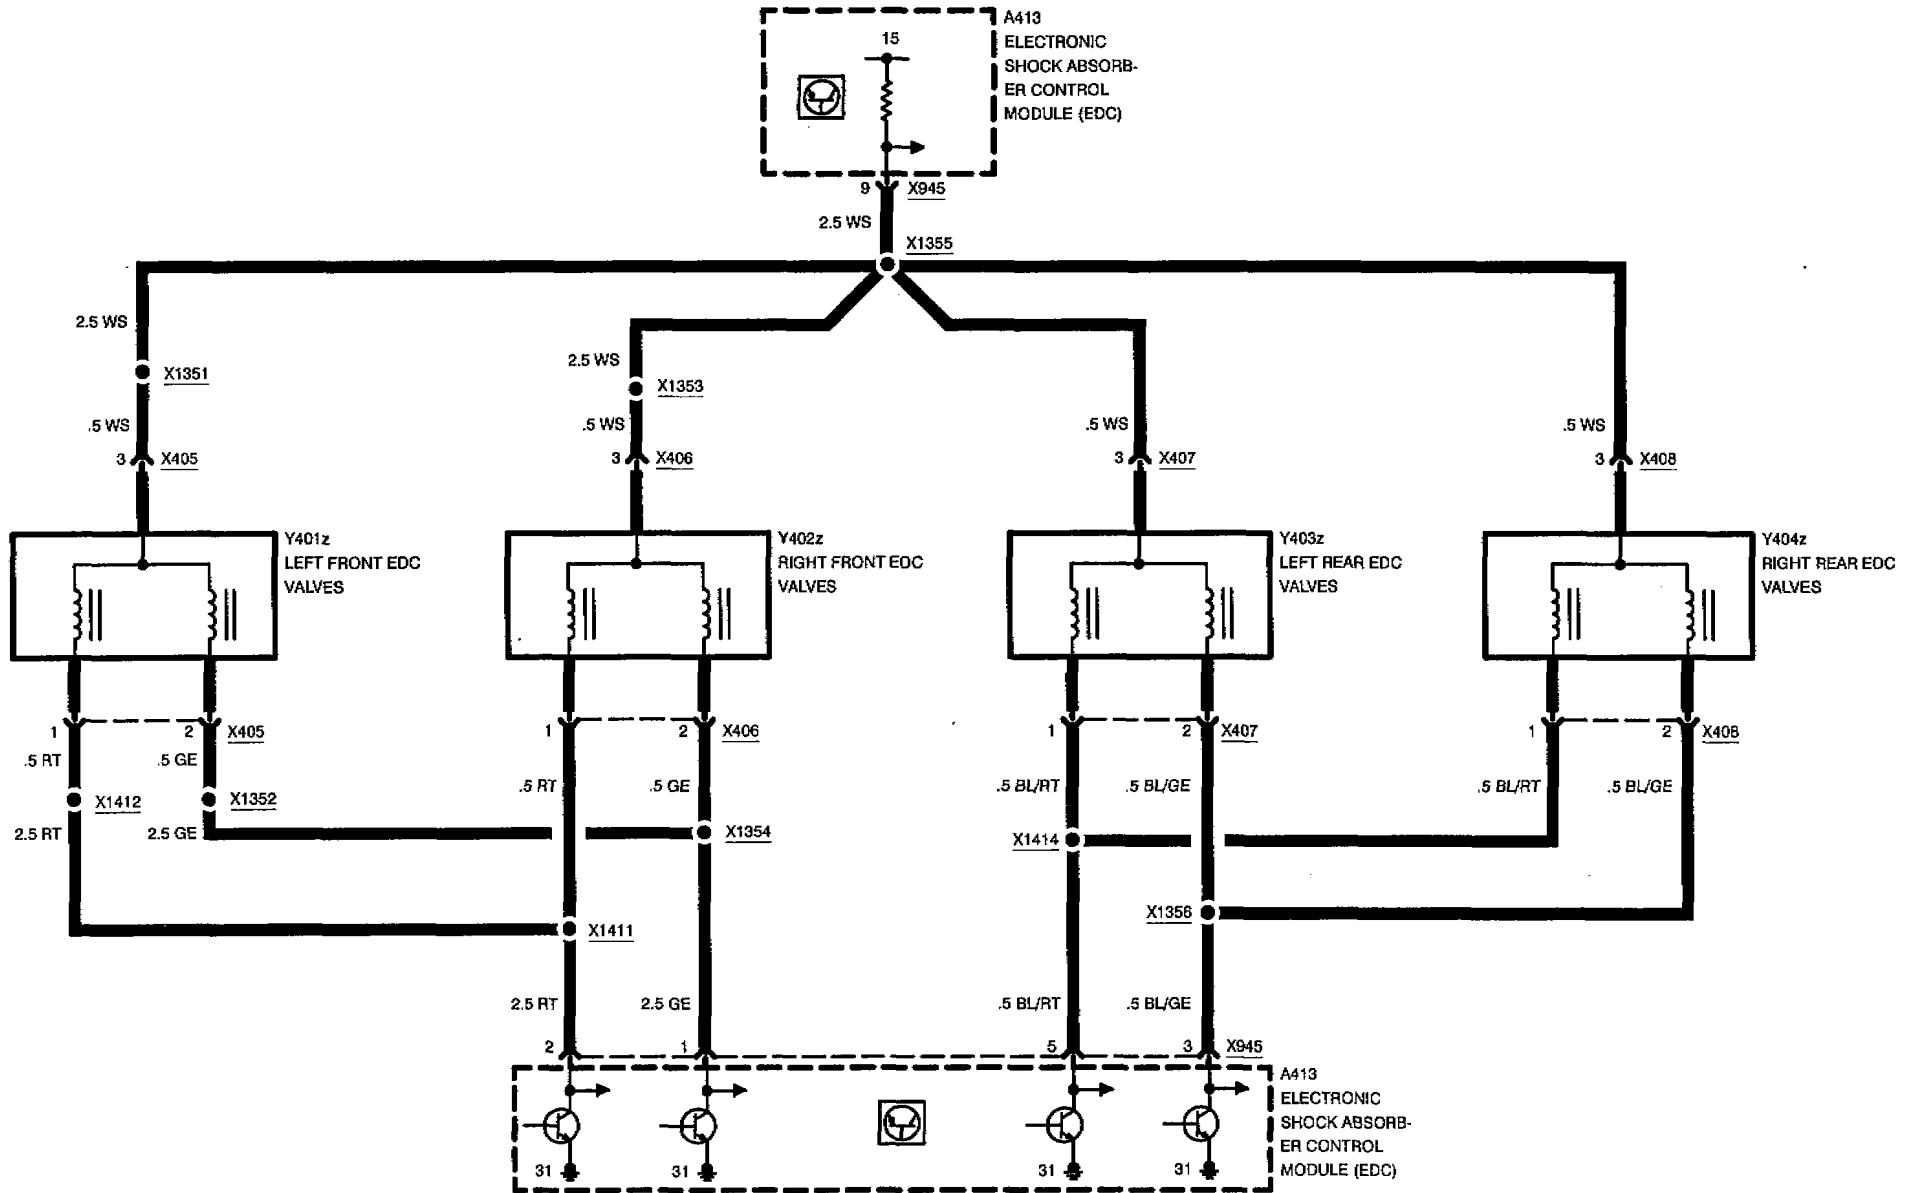 A413
ELECTRONIC
SHOCK ABSORB-
ER CONTROL
MODULE (EDC)
15
9 X945
2.5 WS
X1355
2.5 WS
X1351
.5 WS
3 X405
2.5 WS
X1353
.5 WS
3 X406
.5 WS
3 X407
.5 WS
3 X408
Y401z
LEFT FRONT EDC
VALVES
Y402z
RIGHT FRONT EDC
VALVES
Y403z
LEFT REAR EDC
VALVES
Y404z
RIGHT REAR EDC
VALVES
1 2 X405
1 2 X406
1 2 X407
1 2 X408
.5 RT .5 GE
.5 RT .5 GE
.5 BL/RT .5 BL/GE
.5 BL/RT .5 BL/GE
X1412 X1352
2.5 RT 2.5 GE
X1354
X1414
X1356
X1411
2.5 RT 2.5 GE .5 BL/RT .5 BL/GE
2 1 5 3 X945
A413
ELECTRONIC
SHOCK ABSORB-
ER CONTROL
MODULE (EDC)
31 31 31 31